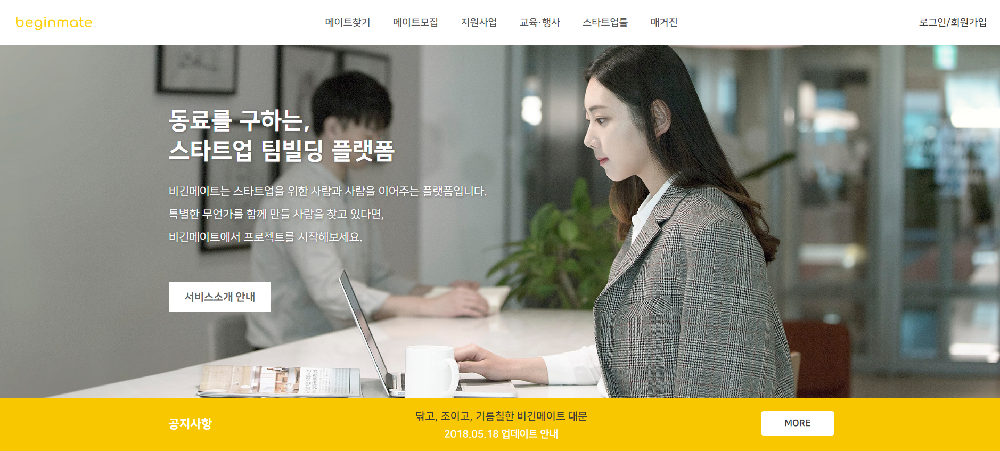 beginmate
메이트찾기 메이트모집 지원사업 교육·행사 스타트업툴 매거진
로그인/회원가입
동료를 구하는,
스타트업 팀빌딩 플랫폼
비긴메이트는 스타트업을 위한 사람과 사람을 이어주는 플랫폼입니다.
특별한 무언가를 함께 만들 사람을 찾고 있다면,
비긴메이트에서 프로젝트를 시작해보세요.
서비스소개 안내
공지사항
닦고, 조이고, 기름칠한 비긴메이트 대문
2018.05.18 업데이트 안내
MORE